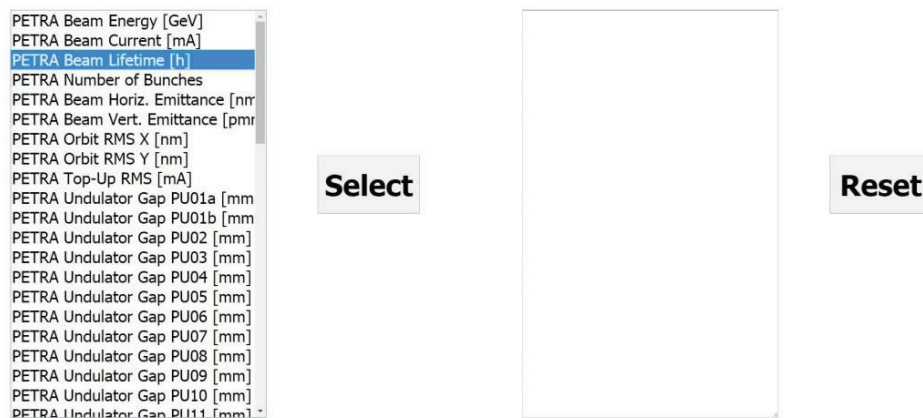 PETRA Beam Energy [GeV]
PETRA Beam Current [mA]
PETRA Beam Lifetime [h]
PETRA Number of Bunches
PETRA Beam Horiz. Emittance [nm
PETRA Beam Vert. Emittance [pmr
PETRA Orbit RMS X [nm]
PETRA Orbit RMS Y [nm]
PETRA Top-Up RMS [mA]
PETRA Undulator Gap PU01a [mm
PETRA Undulator Gap PU01b [mm
PETRA Undulator Gap PU02 [mm]
PETRA Undulator Gap PU03 [mm]
PETRA Undulator Gap PU04 [mm]
PETRA Undulator Gap PU05 [mm]
PETRA Undulator Gap PU06 [mm]
PETRA Undulator Gap PU07 [mm]
PETRA Undulator Gap PU08 [mm]
PETRA Undulator Gap PU09 [mm]
PETRA Undulator Gap PU10 [mm]
PETRA Undulator Gap PU11 [mm]
Select
Reset